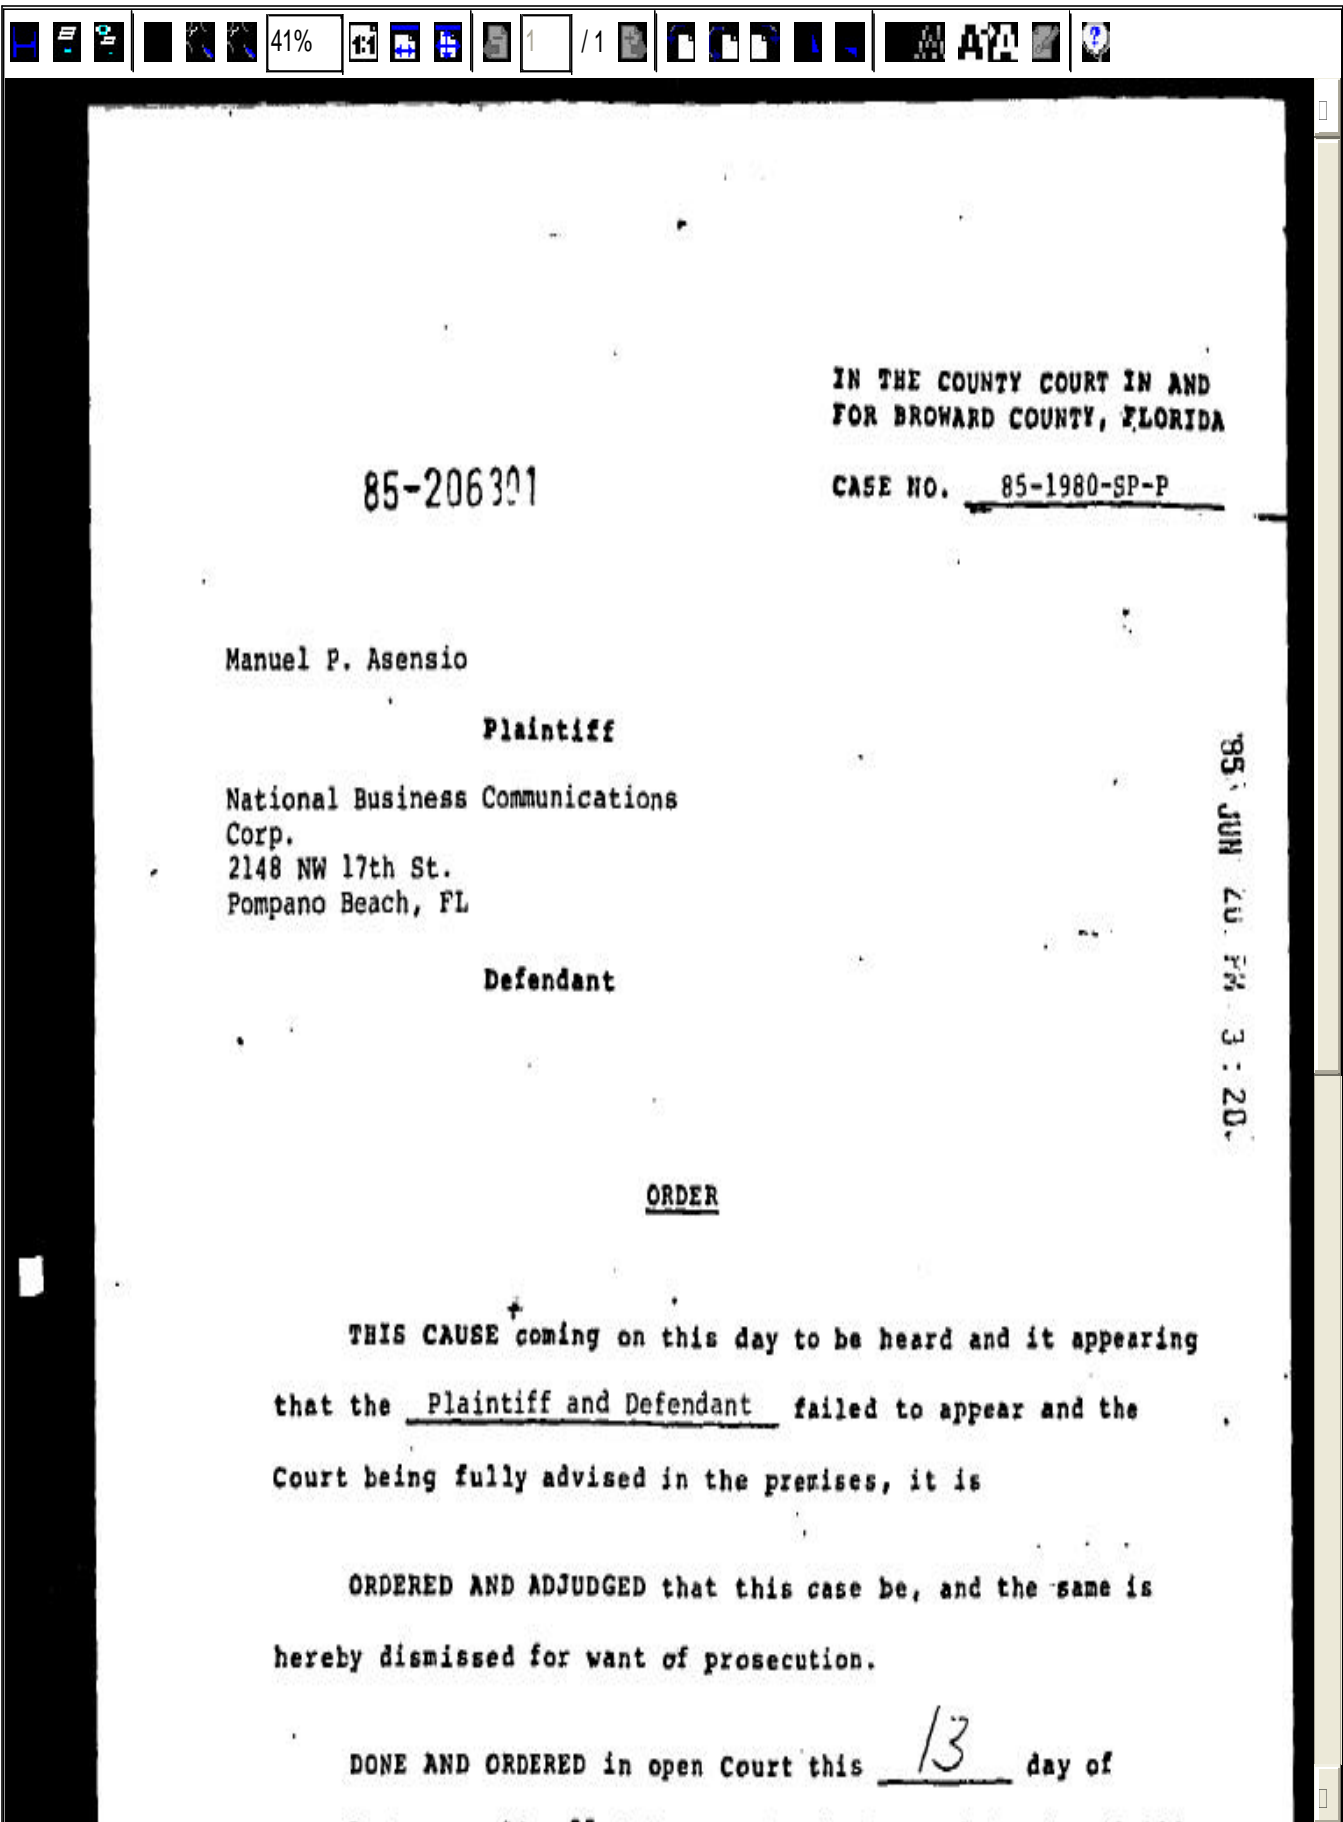 41%
1:1
1
/ 1
IN THE COUNTY COURT IN AND
FOR BROWARD COUNTY, FLORIDA
85-206301
CASE NO. 85-1980-SP-P
Manuel P. Asensio
Plaintiff
National Business Communications
Corp.
2148 NW 17th St.
Pompano Beach, FL
Defendant
'85 JUN 20 PM 3:20
ORDER
THIS CAUSE coming on this day to be heard and it appearing
that the Plaintiff and Defendant failed to appear and the
Court being fully advised in the premises, it is
ORDERED AND ADJUDGED that this case be, and the same is
hereby dismissed for want of prosecution.
DONE AND ORDERED in open Court this 13 day of